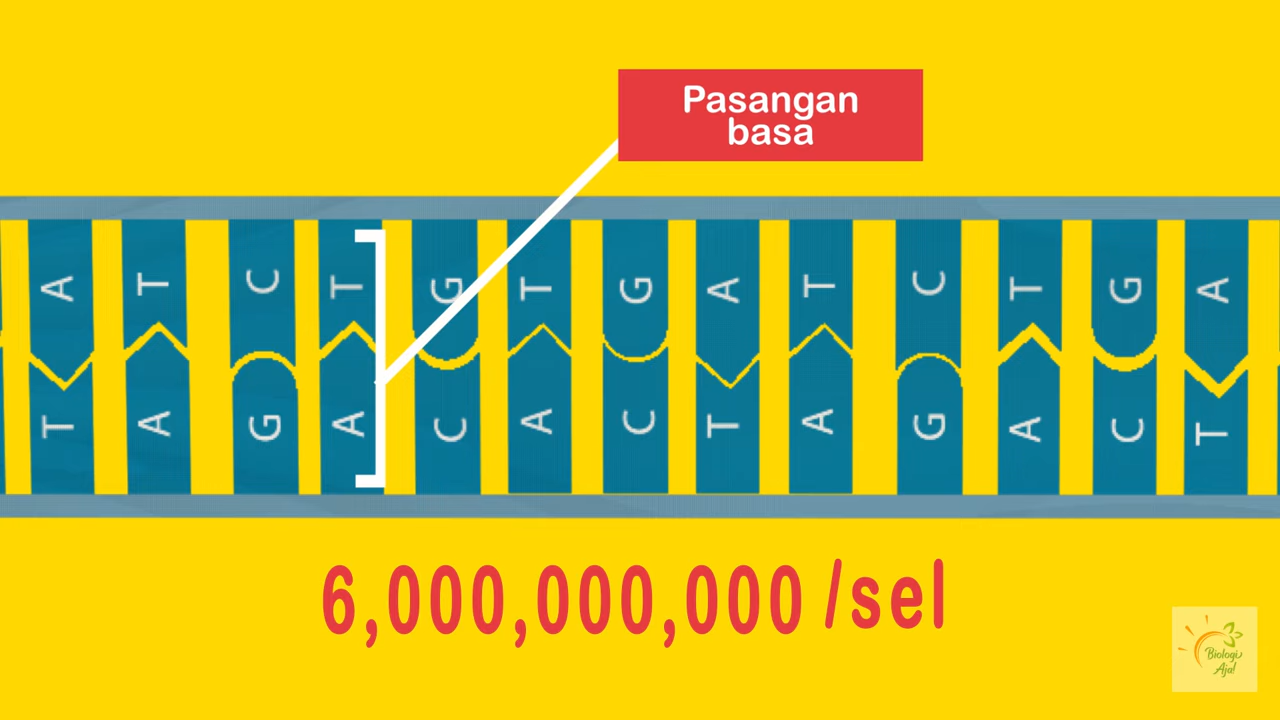 Pasangan
basa
A T C T G T G A T C T G A
T A G A C A C T A G A C T
6,000,000,000 /sel
Biologi
Aja!